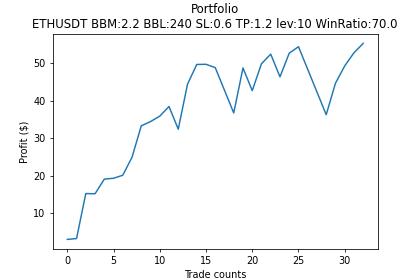 Portfolio
ETHUSDT BBM:2.2 BBL:240 SL:0.6 TP:1.2 lev:10 WinRatio:70.0
50
40
30
20
10
Profit ($)
0 5 10 15 20 25 30
Trade counts